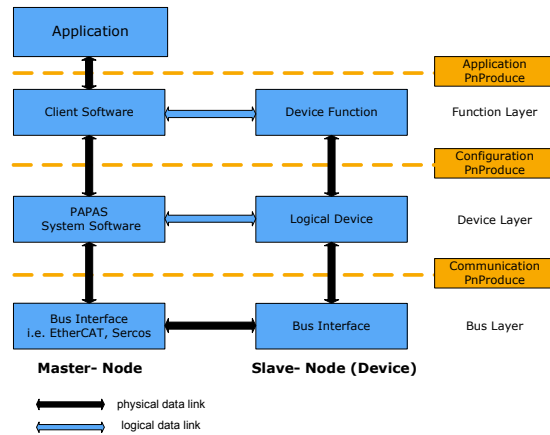 Application
Application
PnProduce
Client Software
Device Function
Function Layer
Configuration
PnProduce
PAPAS
System Software
Logical Device
Device Layer
Communication
PnProduce
Bus Interface
i.e. EtherCAT, Sercos
Bus Interface
Bus Layer
Master- Node
Slave- Node (Device)
physical data link
logical data link